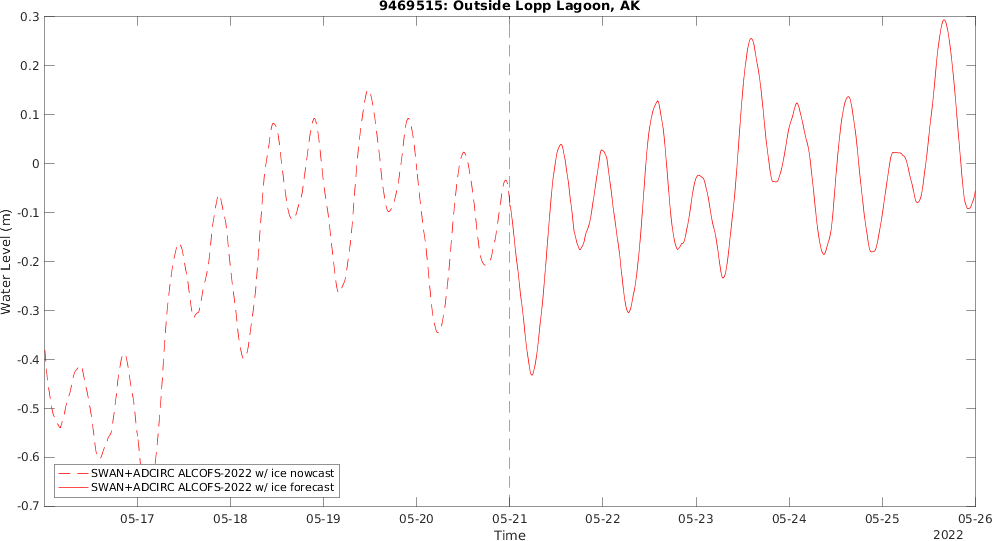 9469515: Outside Lopp Lagoon, AK
0.3
0.2
0.1
0
-0.1
-0.2
-0.3
-0.4
-0.5
-0.6
-0.7
Water Level (m)
SWAN+ADCIRC ALCOFS-2022 w/ ice nowcast
SWAN+ADCIRC ALCOFS-2022 w/ ice forecast
05-17 05-18 05-19 05-20 05-21 05-22 05-23 05-24 05-25 05-26
Time
2022